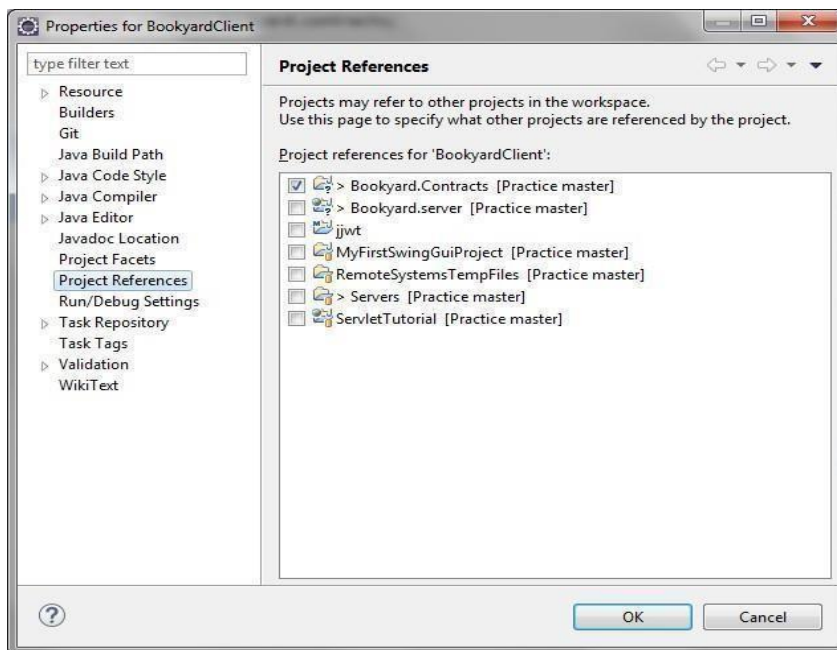 Properties for BookyardClient
type filter text
Resource
Builders
Git
Java Build Path
Java Code Style
Java Compiler
Java Editor
Javadoc Location
Project Facets
Project References
Run/Debug Settings
Task Repository
Task Tags
Validation
WikiText
Project References
Projects may refer to other projects in the workspace.
Use this page to specify what other projects are referenced by the project.
Project references for 'BookyardClient':
> Bookyard.Contracts [Practice master]
> Bookyard.server [Practice master]
jjwt
MyFirstSwingGuiProject [Practice master]
RemoteSystemsTempFiles [Practice master]
> Servers [Practice master]
ServletTutorial [Practice master]
?
OK
Cancel